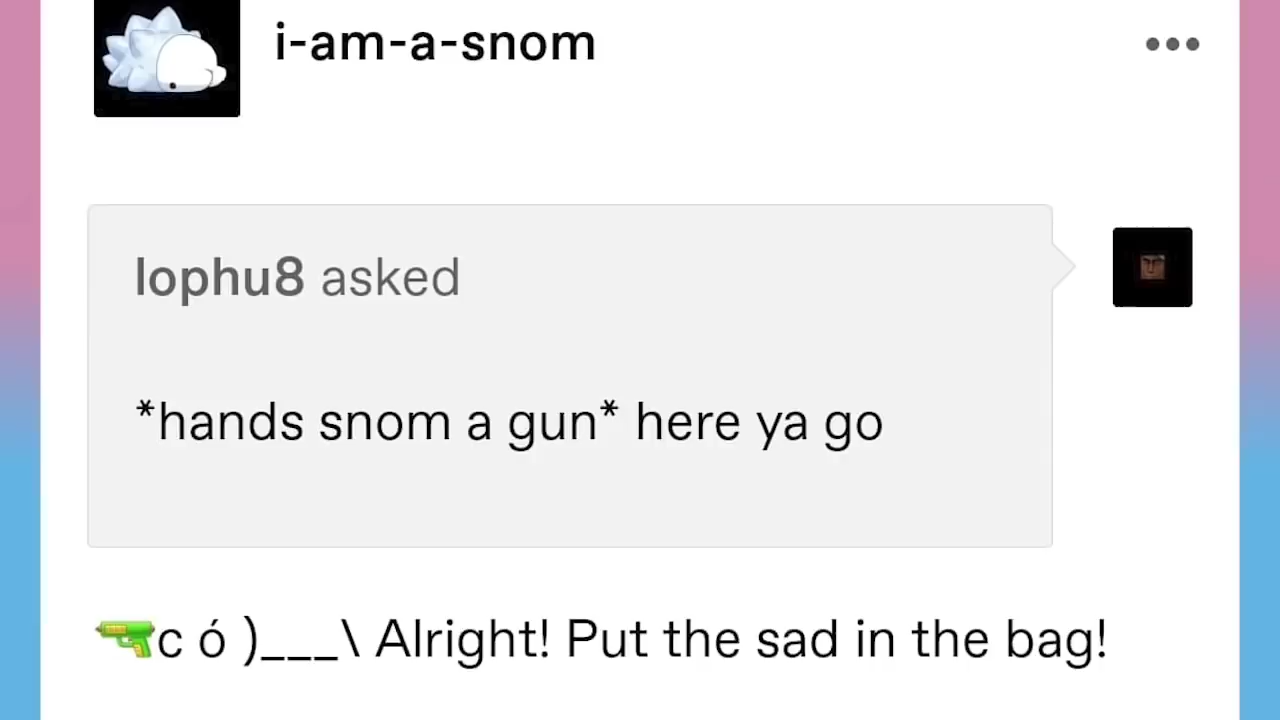 i-am-a-snom
lophu8 asked
*hands snom a gun* here ya go
🔫c ó )___\ Alright! Put the sad in the bag!